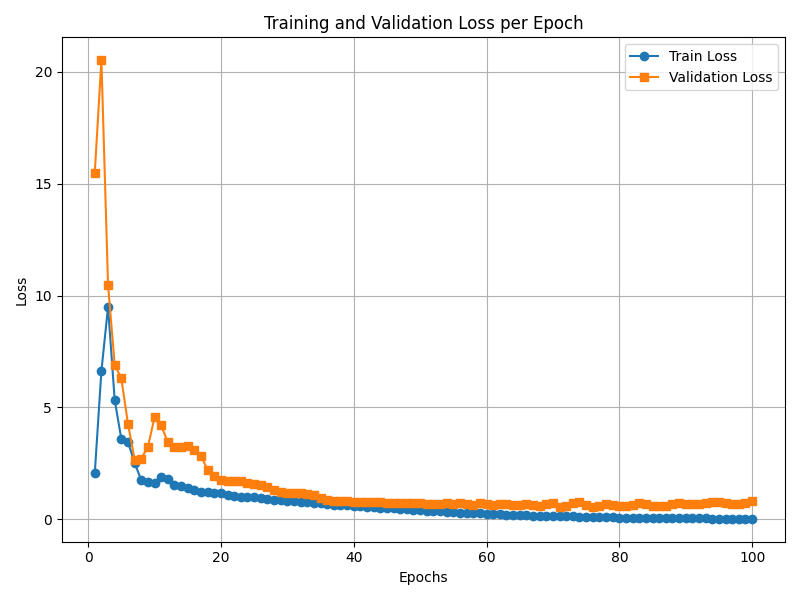 Training and Validation Loss per Epoch
Train Loss
Validation Loss
20
15
10
5
0
Loss
0 20 40 60 80 100
Epochs